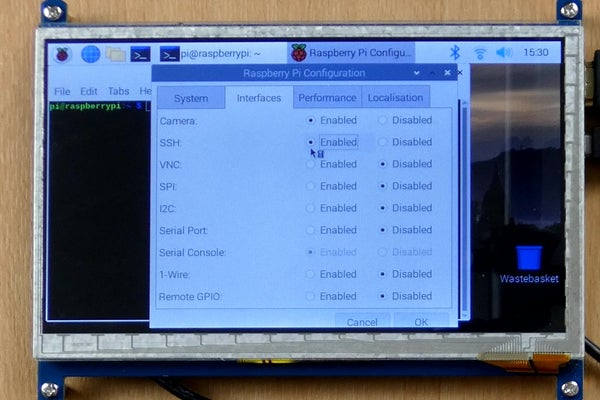 pi@raspberrypi: ~ Raspberry Pi Configu... 15:30
Raspberry Pi Configuration
File Edit Tabs He
pi@raspberrypi:~ $
System Interfaces Performance Localisation
Camera: Enabled Disabled
SSH: Enabled Disabled
VNC: Enabled Disabled
SPI: Enabled Disabled
I2C: Enabled Disabled
Serial Port: Enabled Disabled
Serial Console: Enabled Disabled
1-Wire: Enabled Disabled
Remote GPIO: Enabled Disabled
Cancel OK
Wastebasket